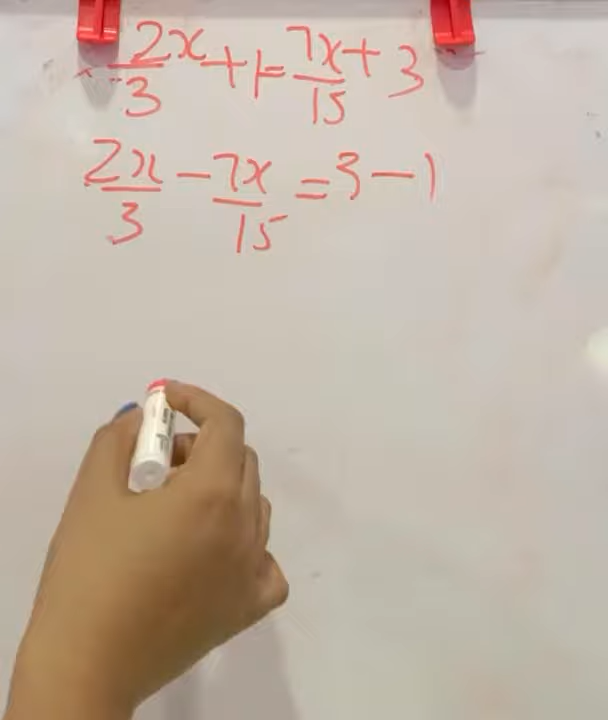 2x/3 + 1 = 7x/15 + 3
2x/3 - 7x/15 = 3 - 1